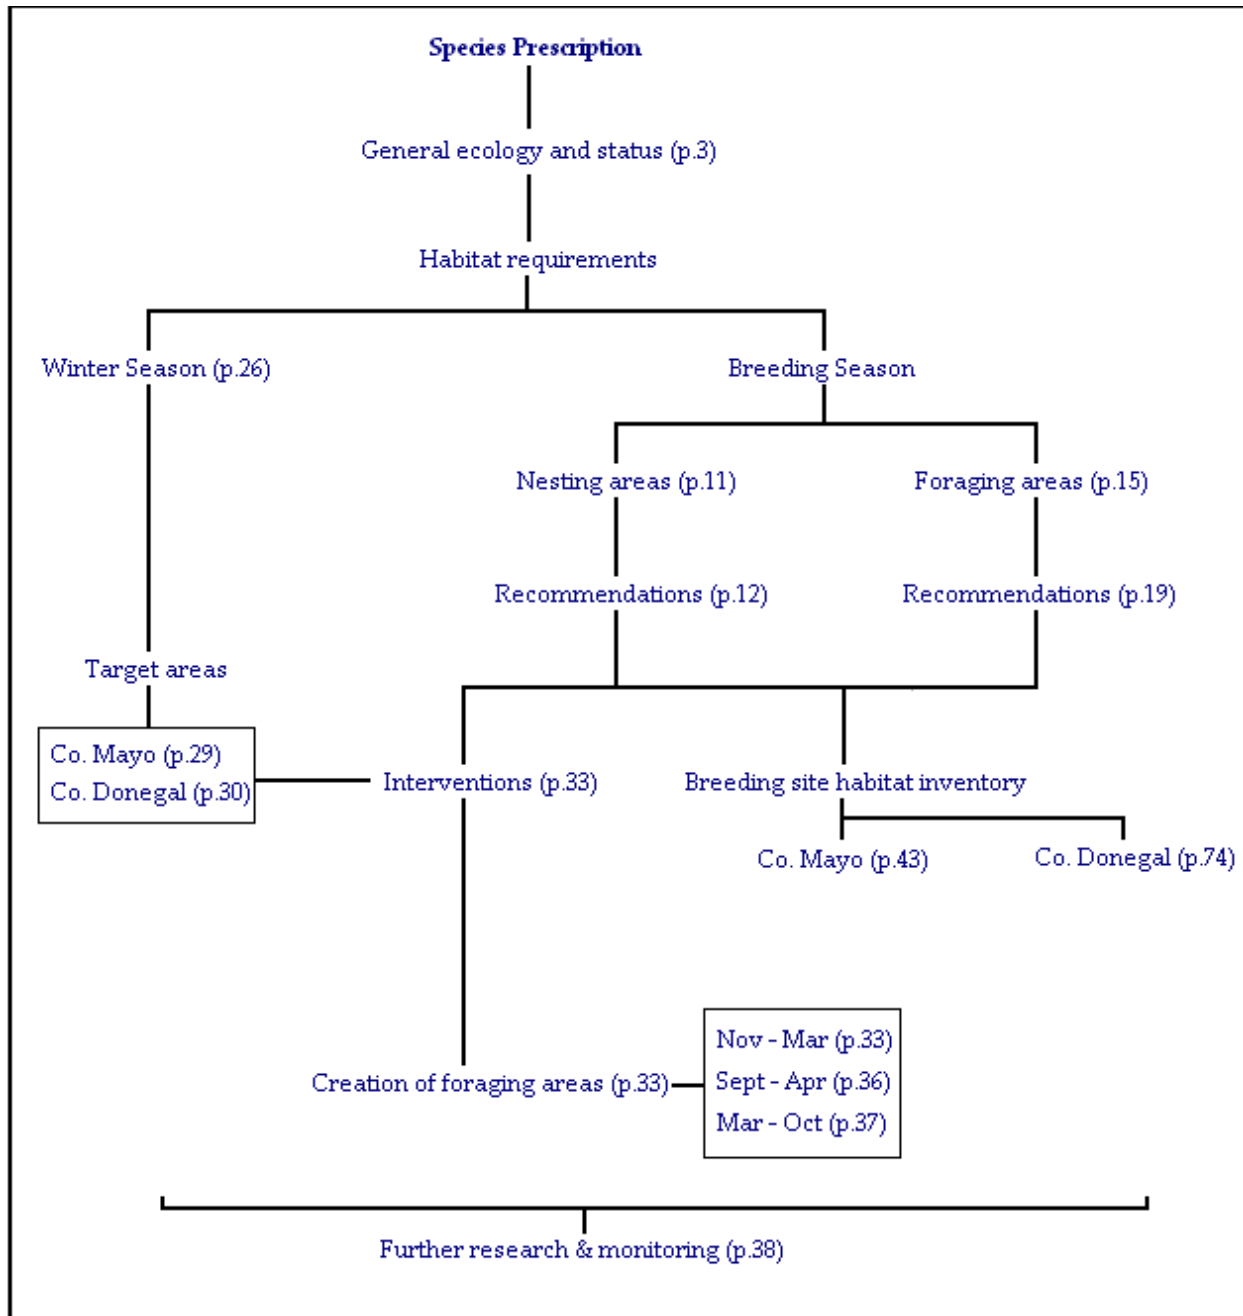 Species Prescription
General ecology and status (p.3)
Habitat requirements
Winter Season (p.26)
Breeding Season
Nesting areas (p.11)
Foraging areas (p.15)
Recommendations (p.12)
Recommendations (p.19)
Target areas
Co. Mayo (p.29)
Co. Donegal (p.30)
Interventions (p.33)
Breeding site habitat inventory
Co. Mayo (p.43)
Co. Donegal (p.74)
Creation of foraging areas (p.33)
Nov - Mar (p.33)
Sept - Apr (p.36)
Mar - Oct (p.37)
Further research & monitoring (p.38)